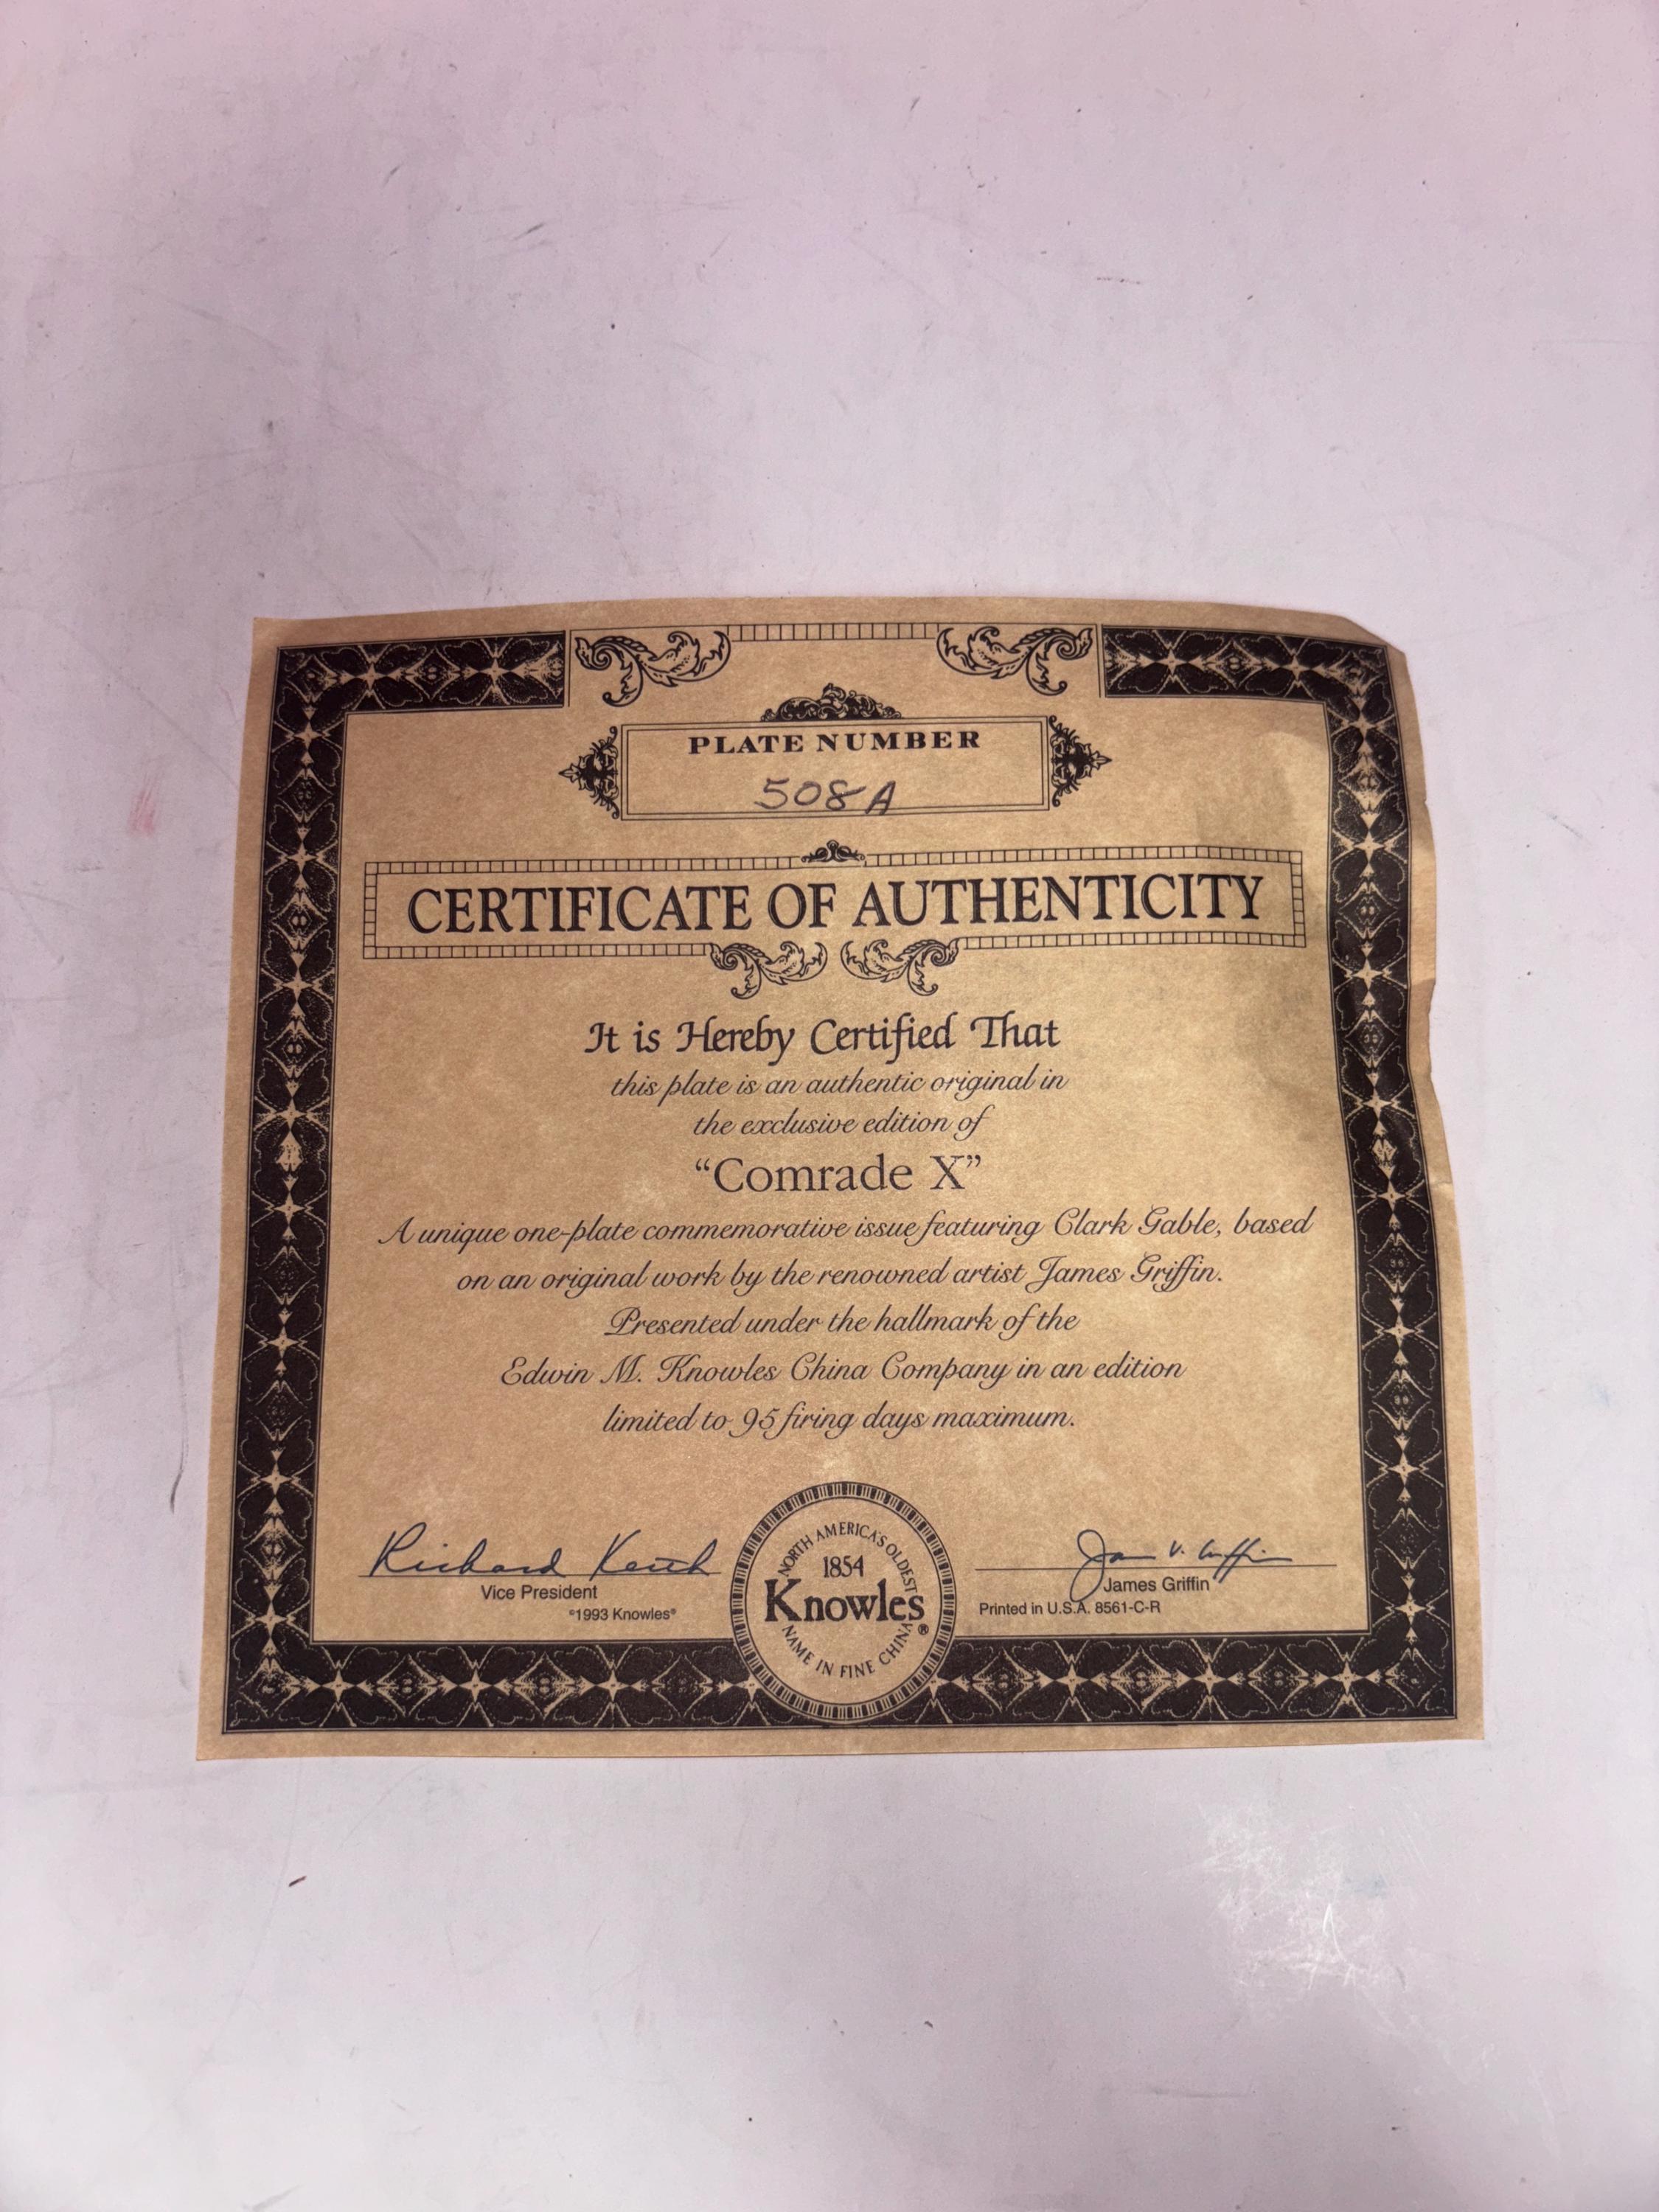 PLATE NUMBER
508A
CERTIFICATE OF AUTHENTICITY
It is Hereby Certified That
this plate is an authentic original in
the exclusive edition of
“Comrade X”
A unique one-plate commemorative issue featuring Clark Gable, based
on an original work by the renowned artist James Griffin.
Presented under the hallmark of the
Edwin M. Knowles China Company in an edition
limited to 95 firing days maximum.
Richard Keith
Vice President
©1993 Knowles®
NORTH AMERICA'S OLDEST
1854
Knowles®
NAME IN FINE CHINA
James Griffin
Printed in U.S.A. 8561-C-R